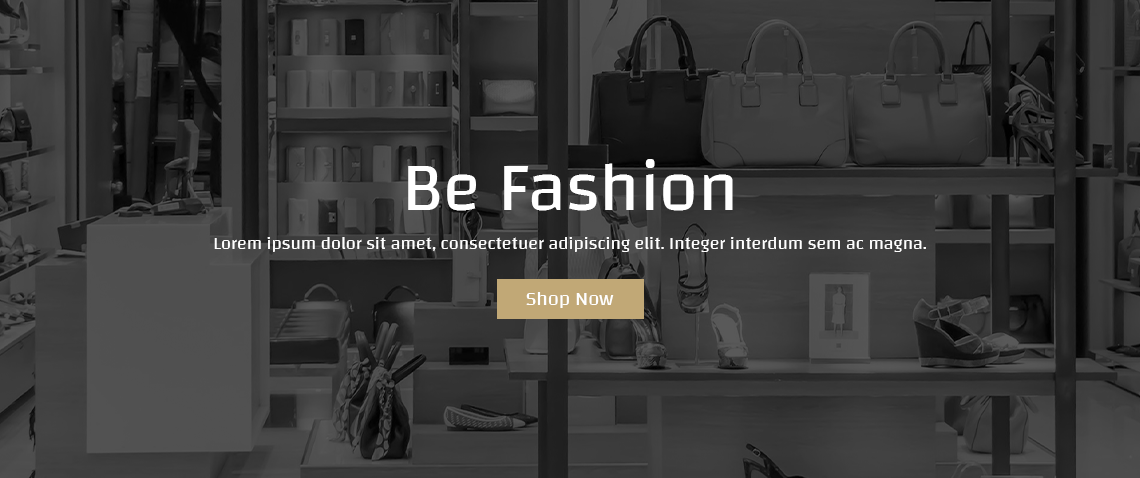 Be Fashion
Lorem ipsum dolor sit amet, consectetuer adipiscing elit. Integer interdum sem ac magna.
Shop Now